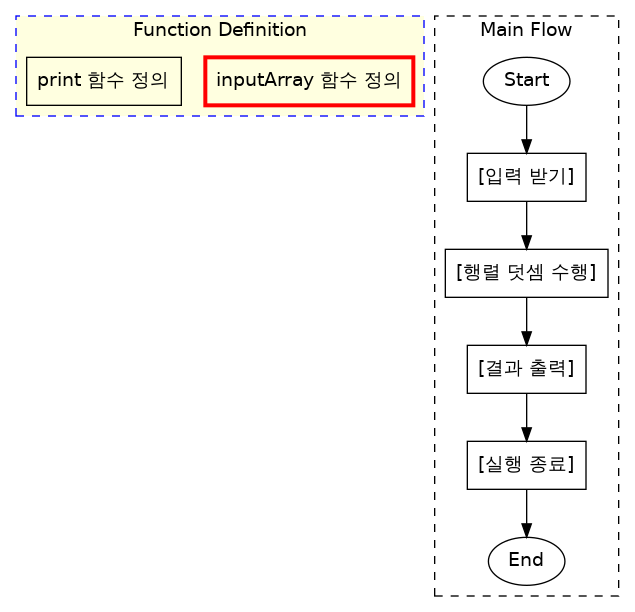 Function Definition
print 함수 정의
inputArray 함수 정의
Main Flow
Start
[입력 받기]
[행렬 덧셈 수행]
[결과 출력]
[실행 종료]
End